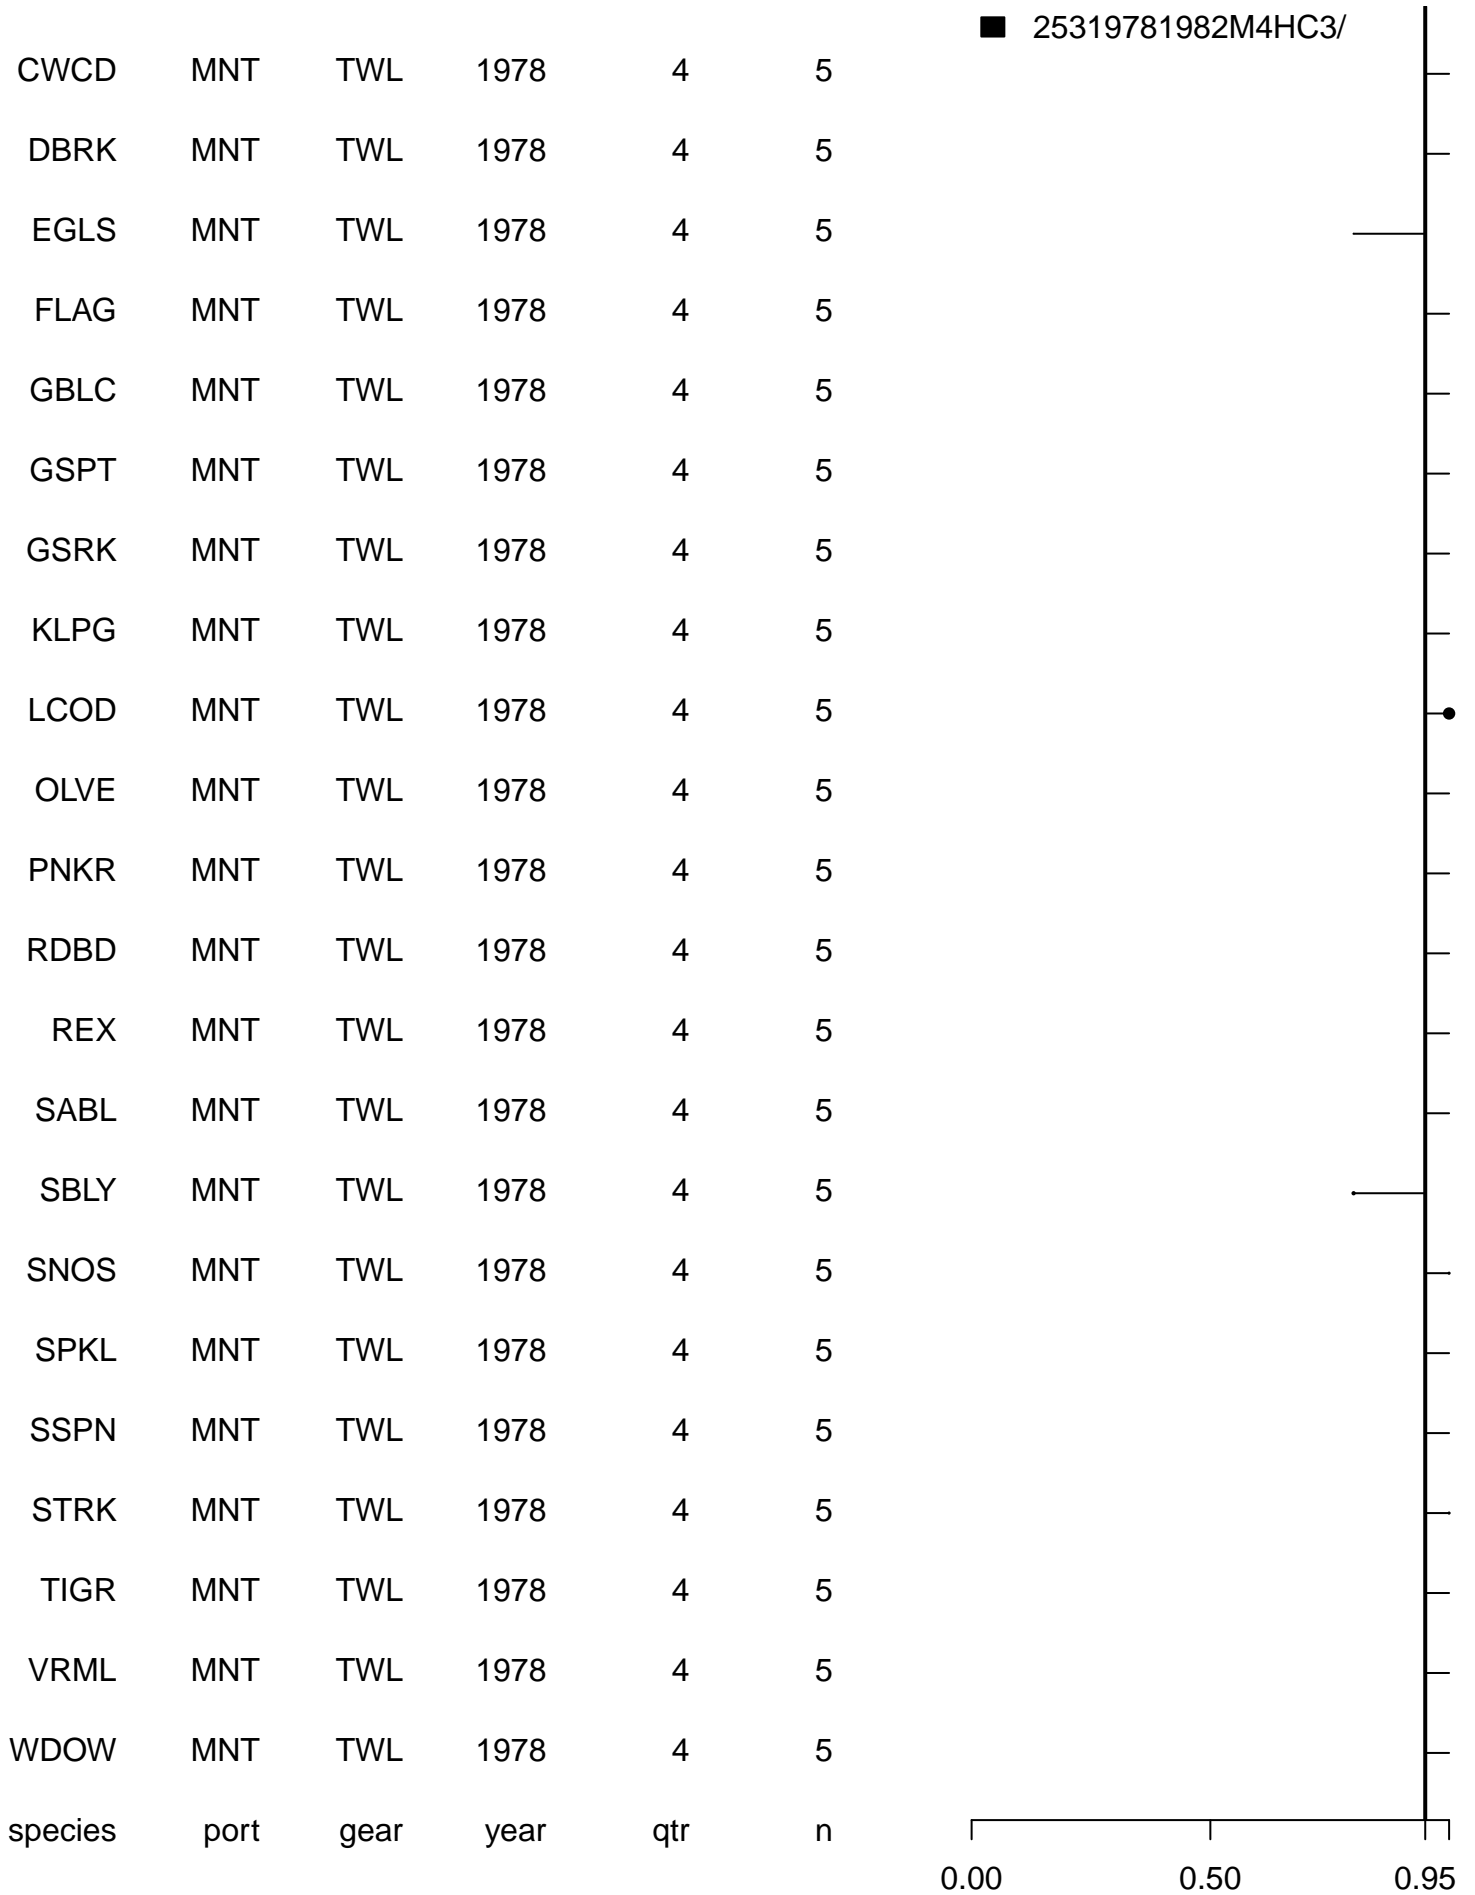 25319781982M4HC3/
CWCD MNT TWL 1978 4 5
DBRK MNT TWL 1978 4 5
EGLS MNT TWL 1978 4 5
FLAG MNT TWL 1978 4 5
GBLC MNT TWL 1978 4 5
GSPT MNT TWL 1978 4 5
GSRK MNT TWL 1978 4 5
KLPG MNT TWL 1978 4 5
LCOD MNT TWL 1978 4 5
OLVE MNT TWL 1978 4 5
PNKR MNT TWL 1978 4 5
RDBD MNT TWL 1978 4 5
REX MNT TWL 1978 4 5
SABL MNT TWL 1978 4 5
SBLY MNT TWL 1978 4 5
SNOS MNT TWL 1978 4 5
SPKL MNT TWL 1978 4 5
SSPN MNT TWL 1978 4 5
STRK MNT TWL 1978 4 5
TIGR MNT TWL 1978 4 5
VRML MNT TWL 1978 4 5
WDOW MNT TWL 1978 4 5
species port gear year qtr n
0.00 0.50 0.95